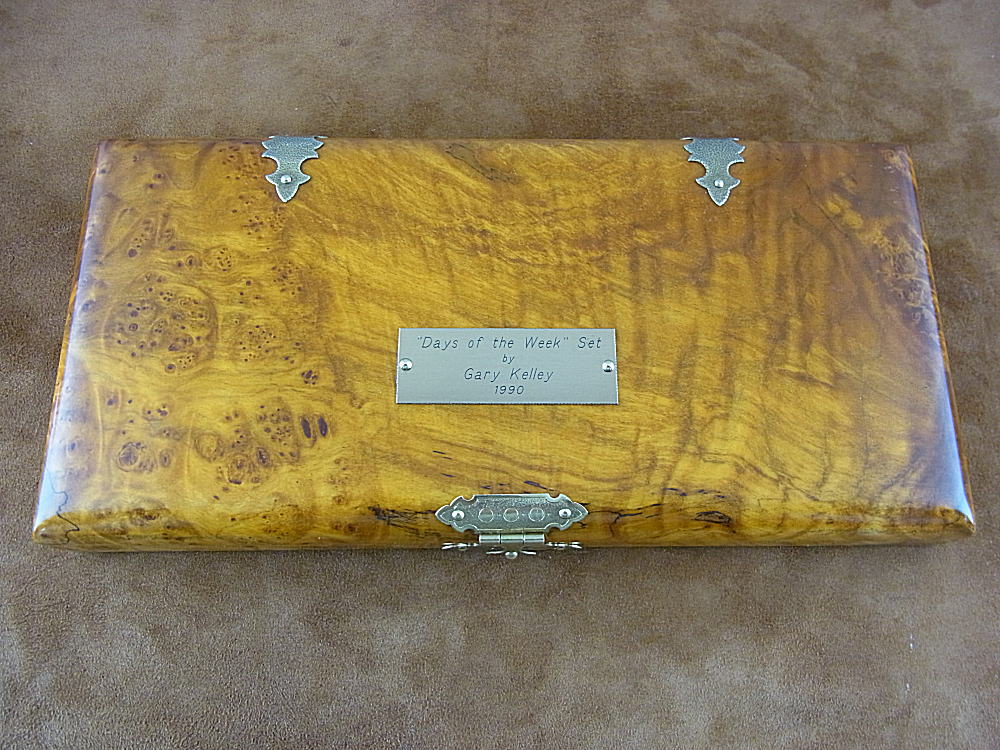 "Days of the Week" Set
by
Gary Kelley
1990